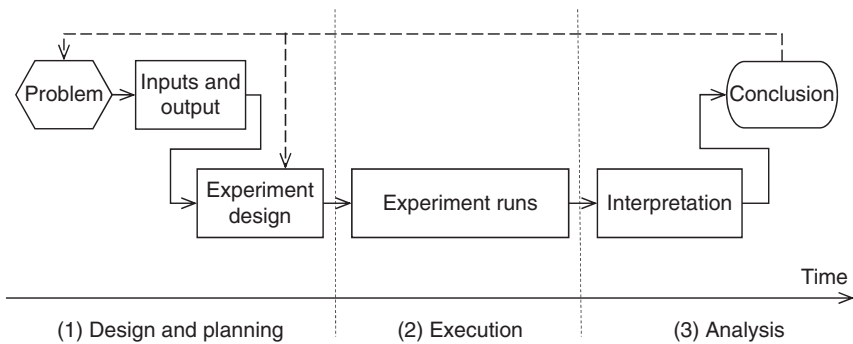 Problem
Inputs and
output
Experiment
design
Experiment runs
Interpretation
Conclusion
Time
(1) Design and planning
(2) Execution
(3) Analysis